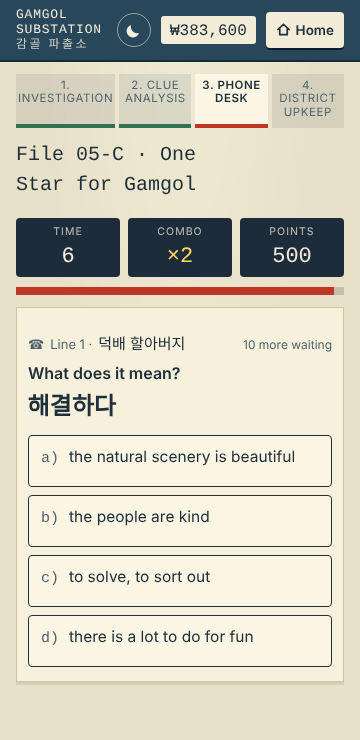 GAMGOL
SUBSTATION
감골 파출소
₩383,600
Home
1. INVESTIGATION
2. CLUE ANALYSIS
3. PHONE DESK
4. DISTRICT UPKEEP
File 05-C · One
Star for Gamgol
TIME
6
COMBO
×2
POINTS
500
☎ Line 1 · 덕배 할아버지
10 more waiting
What does it mean?
해결하다
a) the natural scenery is beautiful
b) the people are kind
c) to solve, to sort out
d) there is a lot to do for fun